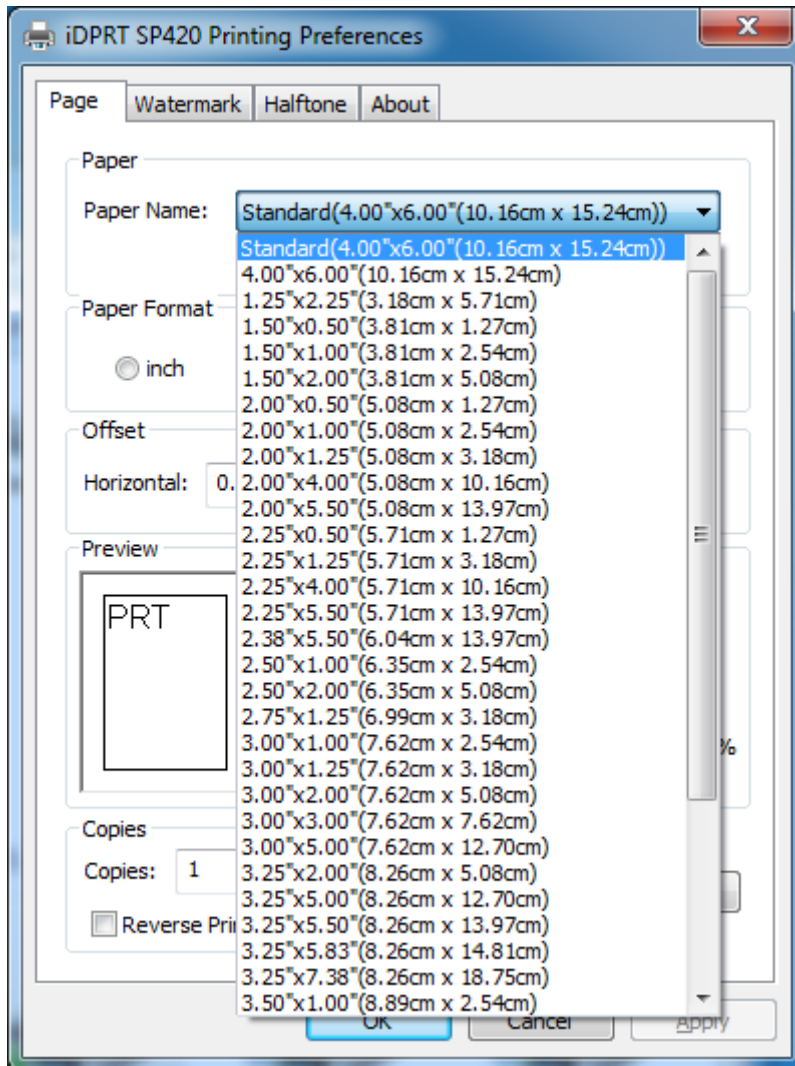 iDPRT SP420 Printing Preferences
Page Watermark Halftone About
Paper
Paper Name: Standard(4.00"x6.00"(10.16cm x 15.24cm))
Standard(4.00"x6.00"(10.16cm x 15.24cm))
4.00"x6.00"(10.16cm x 15.24cm)
1.25"x2.25"(3.18cm x 5.71cm)
Paper Format
1.50"x0.50"(3.81cm x 1.27cm)
1.50"x1.00"(3.81cm x 2.54cm)
inch
1.50"x2.00"(3.81cm x 5.08cm)
2.00"x0.50"(5.08cm x 1.27cm)
Offset
2.00"x1.00"(5.08cm x 2.54cm)
2.00"x1.25"(5.08cm x 3.18cm)
Horizontal: 0.
2.00"x4.00"(5.08cm x 10.16cm)
2.00"x5.50"(5.08cm x 13.97cm)
2.25"x0.50"(5.71cm x 1.27cm)
Preview
2.25"x1.25"(5.71cm x 3.18cm)
2.25"x4.00"(5.71cm x 10.16cm)
2.25"x5.50"(5.71cm x 13.97cm)
PRT
2.38"x5.50"(6.04cm x 13.97cm)
2.50"x1.00"(6.35cm x 2.54cm)
2.50"x2.00"(6.35cm x 5.08cm)
2.75"x1.25"(6.99cm x 3.18cm)
3.00"x1.00"(7.62cm x 2.54cm)
%
3.00"x1.25"(7.62cm x 3.18cm)
3.00"x2.00"(7.62cm x 5.08cm)
3.00"x3.00"(7.62cm x 7.62cm)
Copies
3.00"x5.00"(7.62cm x 12.70cm)
Copies: 1
3.25"x2.00"(8.26cm x 5.08cm)
3.25"x5.00"(8.26cm x 12.70cm)
Reverse Pri
3.25"x5.50"(8.26cm x 13.97cm)
3.25"x5.83"(8.26cm x 14.81cm)
3.25"x7.38"(8.26cm x 18.75cm)
3.50"x1.00"(8.89cm x 2.54cm)
OK Cancel Apply